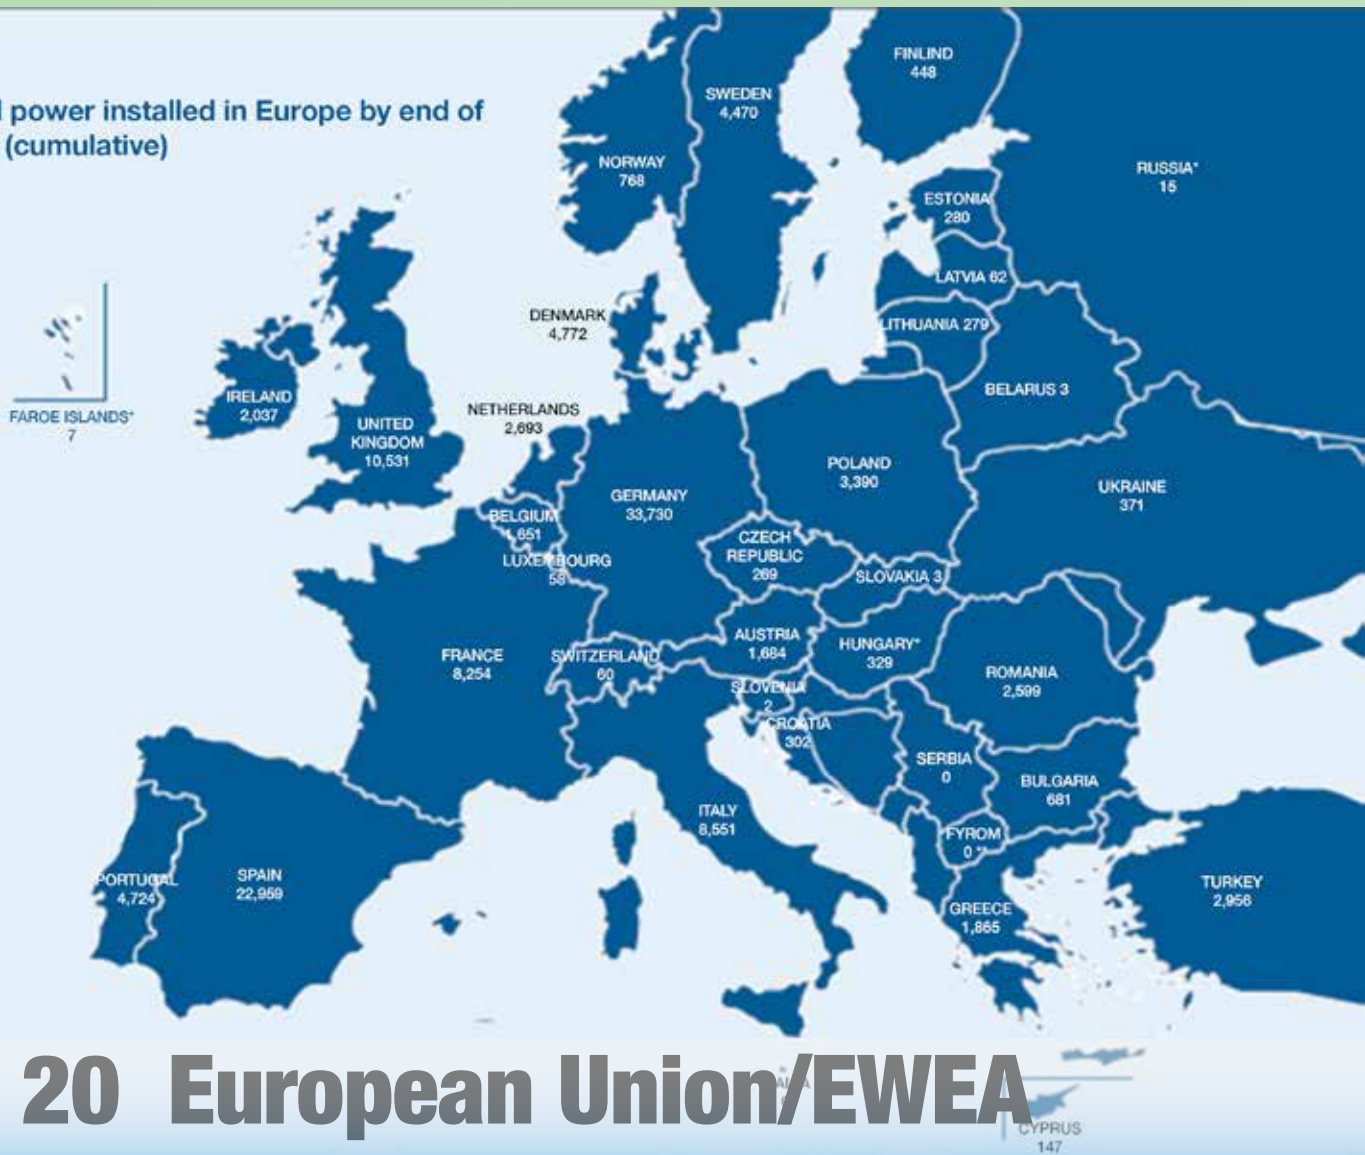 FINLIND
448
SWEDEN
4,470
power installed in Europe by end of
(cumulative)
NORWAY
768
RUSSIA*
15
ESTONIA
280
LATVIA 62
DENMARK
4,772
LITHUANIA 279
BELARUS 3
IRELAND
2,037
FAROE ISLANDS*
7
NETHERLANDS
2,693
UNITED
KINGDOM
10,531
POLAND
3,390
GERMANY
33,730
UKRAINE
371
BELGIUM
1,651
CZECH
REPUBLIC
269
LUXEMBOURG
58
SLOVAKIA 3
AUSTRIA
1,684
HUNGARY*
329
FRANCE
8,254
SWITZERLAND
60
ROMANIA
2,599
SLOVENIA
2
CROATIA
302
SERBIA
0
BULGARIA
681
ITALY
8,551
FYROM
0 **
PORTUGAL
4,724
SPAIN
22,959
TURKEY
2,956
GREECE
1,865
20 European Union/EWEA
CYPRUS
147